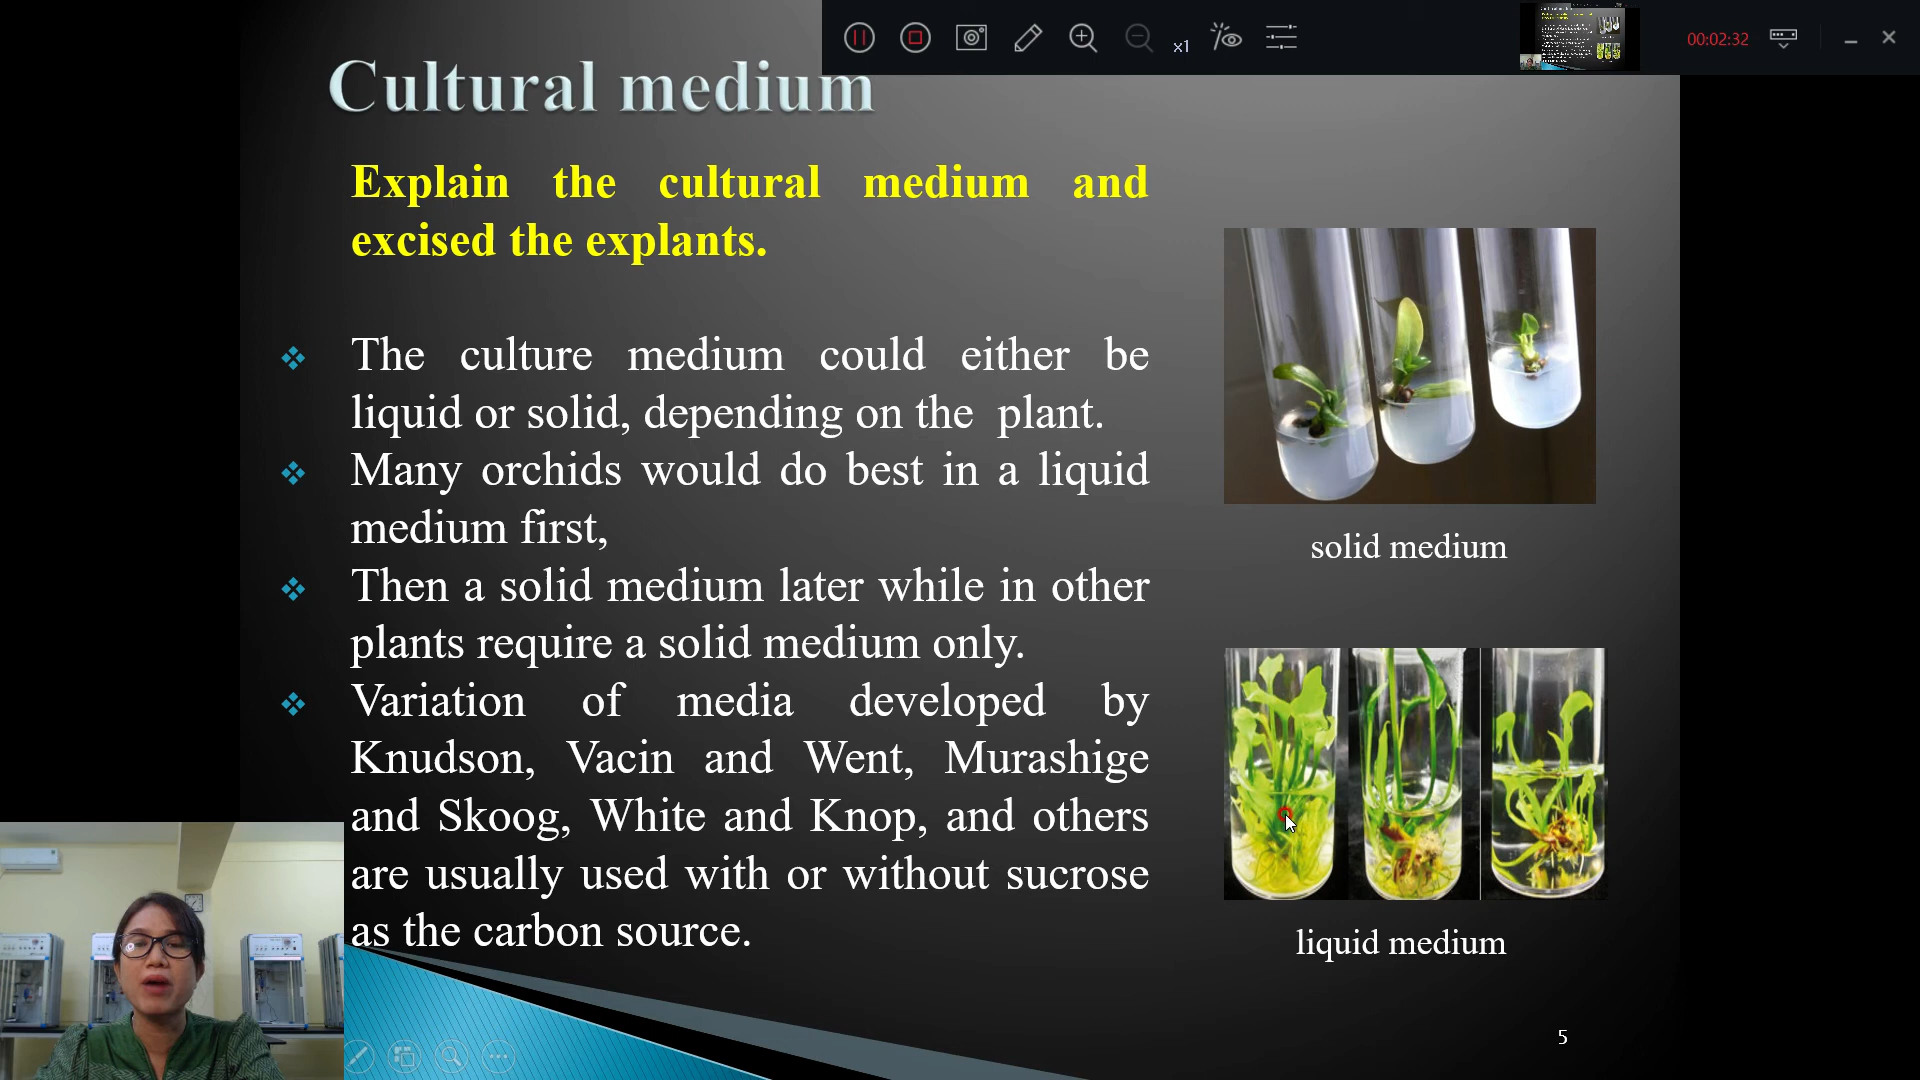 x1
00:02:32
Cultural medium
Explain the cultural medium and
excised the explants.
The culture medium could either be
liquid or solid, depending on the plant.
Many orchids would do best in a liquid
medium first,
Then a solid medium later while in other
plants require a solid medium only.
Variation of media developed by
Knudson, Vacin and Went, Murashige
and Skoog, White and Knop, and others
are usually used with or without sucrose
as the carbon source.
solid medium
liquid medium
5